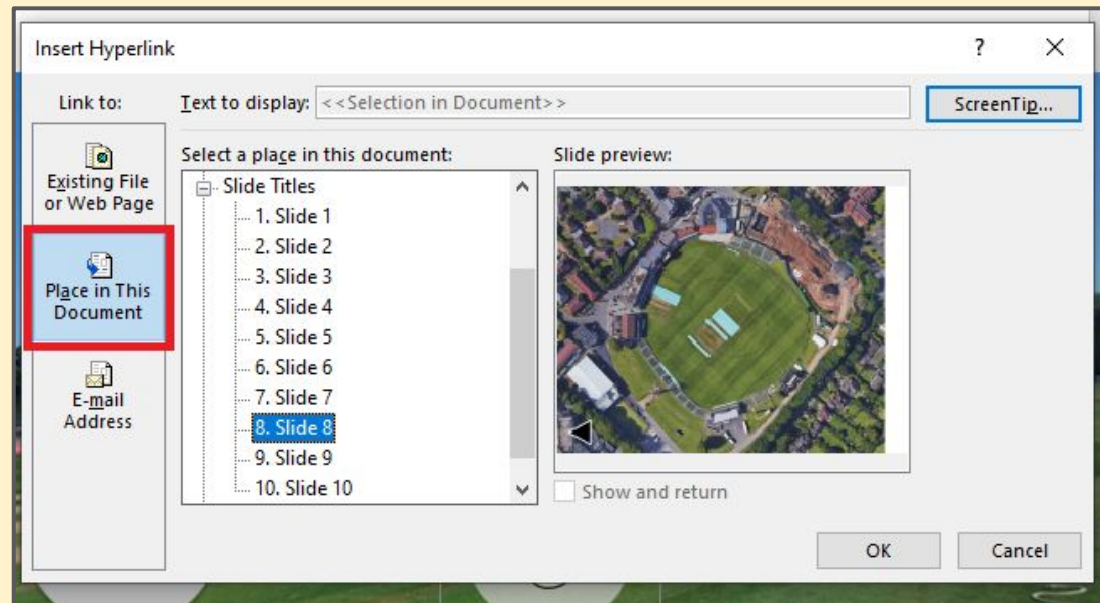 Insert Hyperlink
?
Link to:
Text to display:
<<Selection in Document>>
ScreenTip...
Existing File
or Web Page
Place in This
Document
E-mail
Address
Select a place in this document:
Slide Titles
1. Slide 1
2. Slide 2
3. Slide 3
4. Slide 4
5. Slide 5
6. Slide 6
7. Slide 7
8. Slide 8
9. Slide 9
10. Slide 10
Slide preview:
Show and return
OK
Cancel